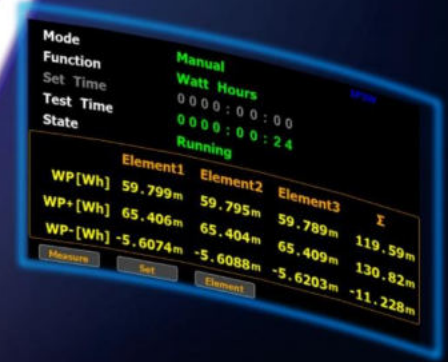 Mode Manual
Function Watt Hours
Set Time 0000:00:00
Test Time 0000:00:24
State Running
Element1 Element2 Element3 Σ
WP[Wh] 59.799m 59.795m 59.789m 119.59m
WP+[Wh] 65.406m 65.404m 65.409m 130.82m
WP-[Wh] -5.6074m -5.6088m -5.6203m -11.228m
Measure Set Element